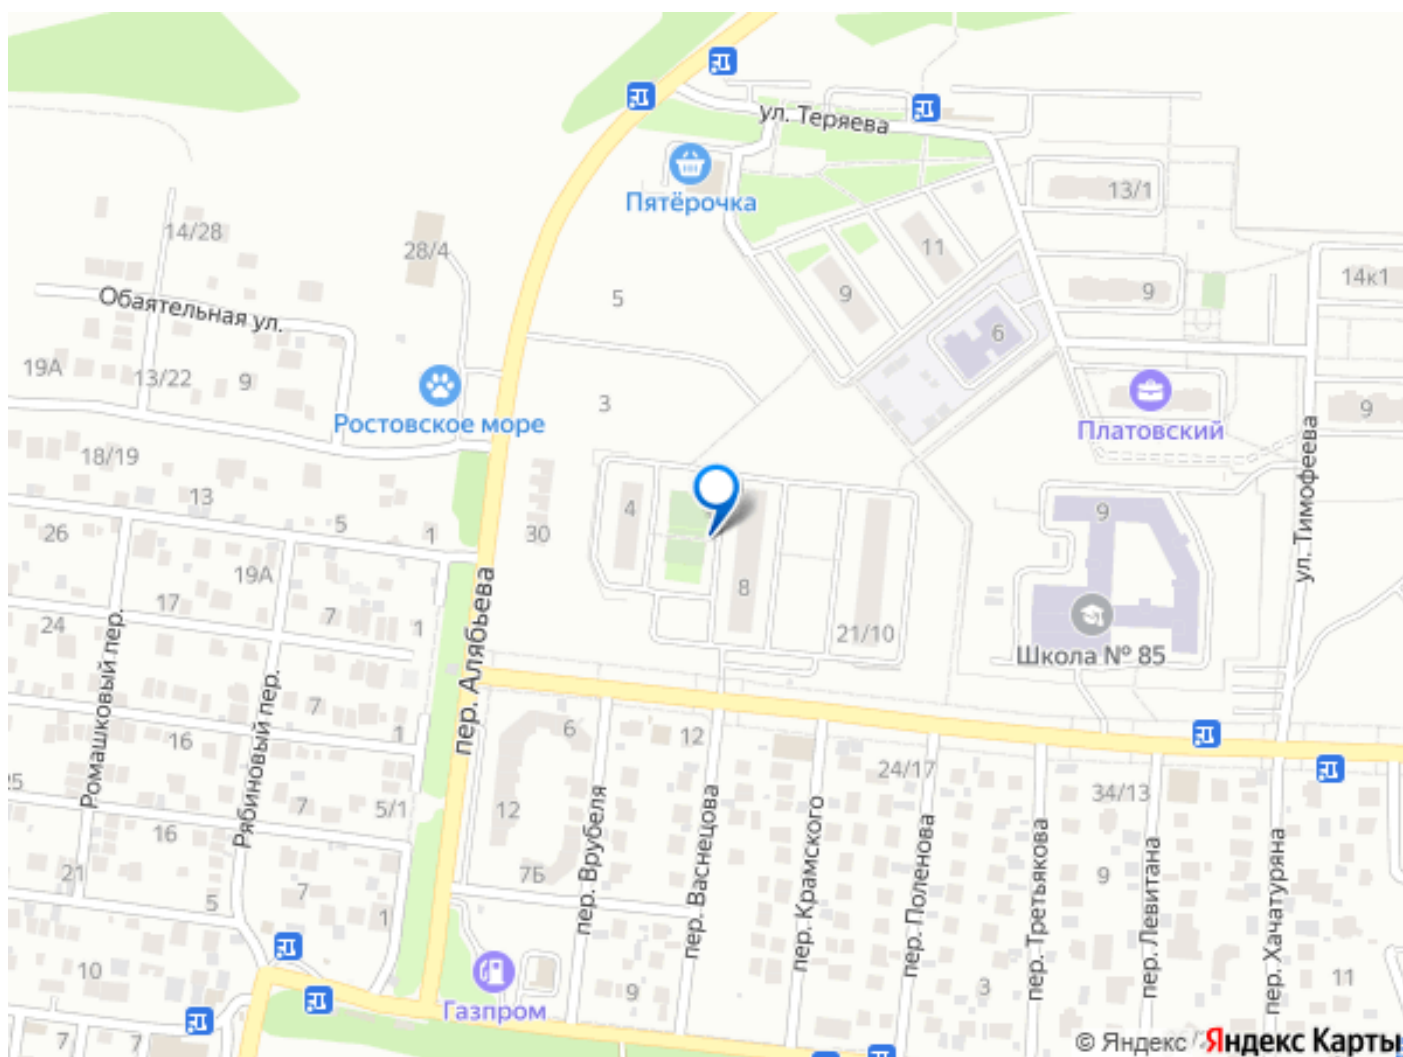 ул. Теряева
Пятёрочка
13/1
14/28
28/4
11
14к1
Обаятельная ул.
5
9
9
6
19А
13/22
9
Ростовское море
3
Платовский
9
18/19
13
5
1
4
30
9
26
19А
8
ул. Тимофеева
17
7
1
24
21/10
Школа № 85
Ромашковый пер.
Рябиновый пер.
пер. Алябьева
7
1
16
6
12
24/17
34/13
25
16
7
5/1
12
7Б
пер. Врубеля
пер. Васнецова
пер. Крамского
пер. Поленова
пер. Третьякова
пер. Левитана
пер. Хачатуряна
9
21
5
7
1
10
Газпром
9
3
11
7
7
© Яндекс
Яндекс Карты